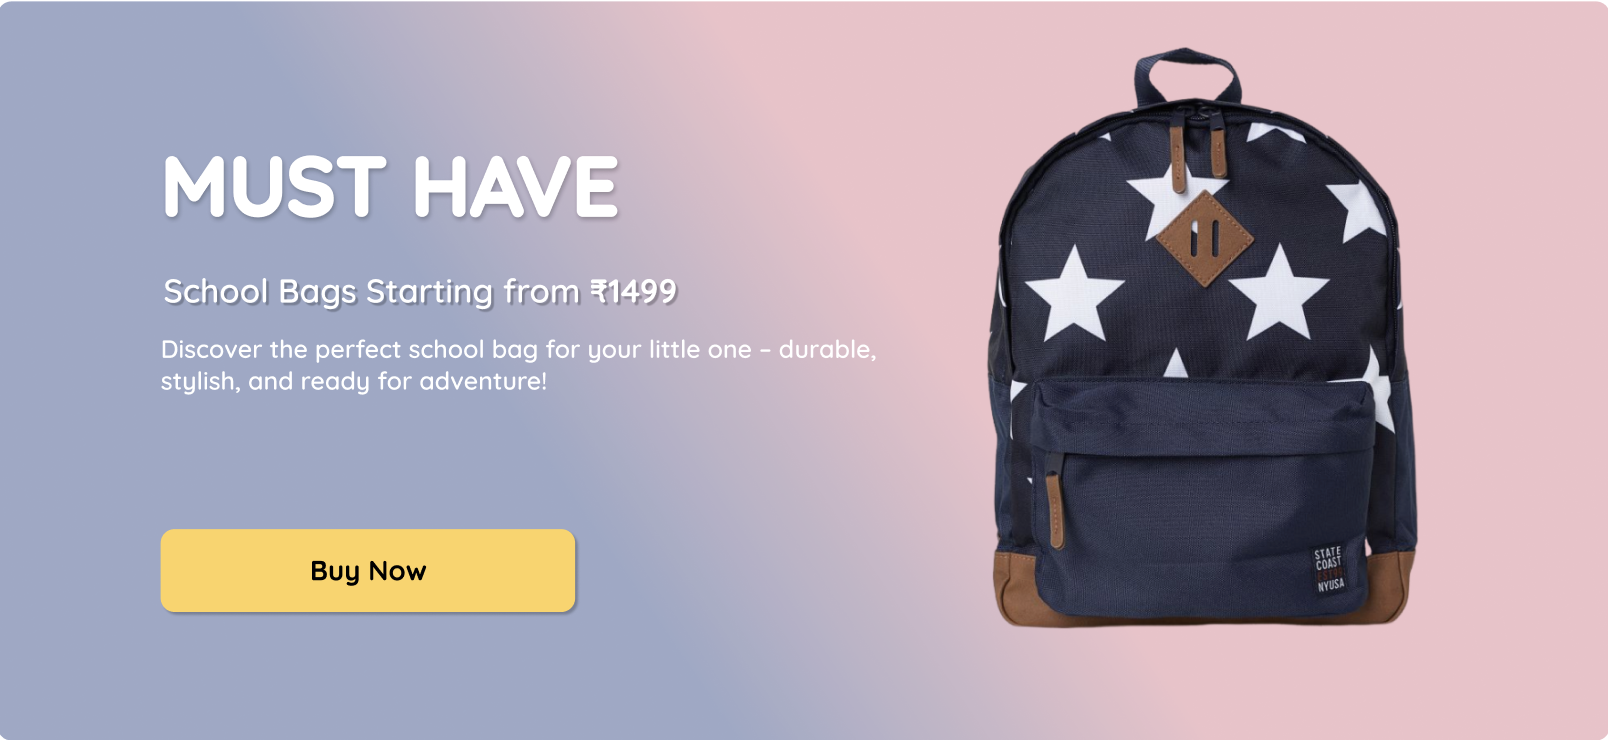 MUST HAVE
School Bags Starting from ₹1499
Discover the perfect school bag for your little one – durable,
stylish, and ready for adventure!
Buy Now
STATE
COAST
NYUSA